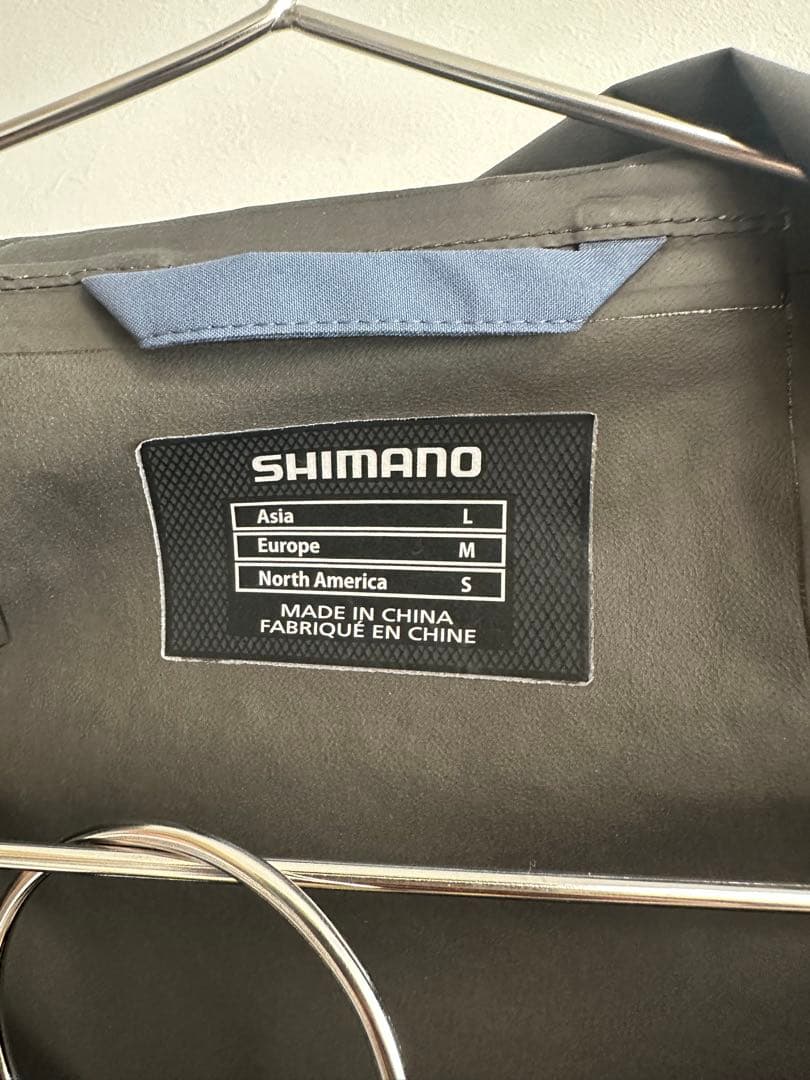 SHIMANO
Asia L
Europe M
North America S
MADE IN CHINA
FABRIQUÉ EN CHINE